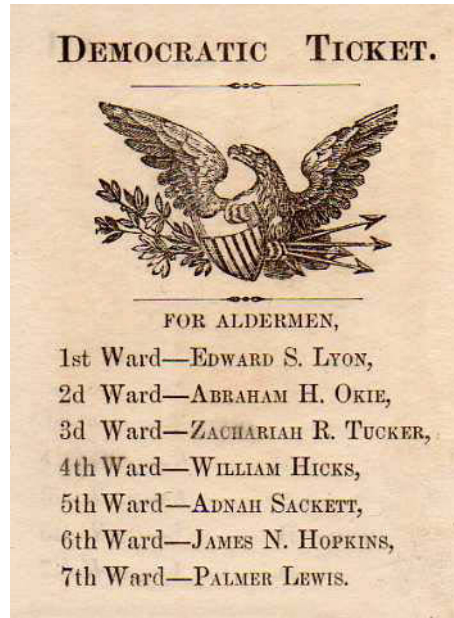 DEMOCRATIC TICKET.
FOR ALDERMEN,
1st Ward—EDWARD S. LYON,
2d Ward—ABRAHAM H. OKIE,
3d Ward—ZACHARIAH R. TUCKER,
4th Ward—WILLIAM HICKS,
5th Ward—ADNAH SACKETT,
6th Ward—JAMES N. HOPKINS,
7th Ward—PALMER LEWIS.